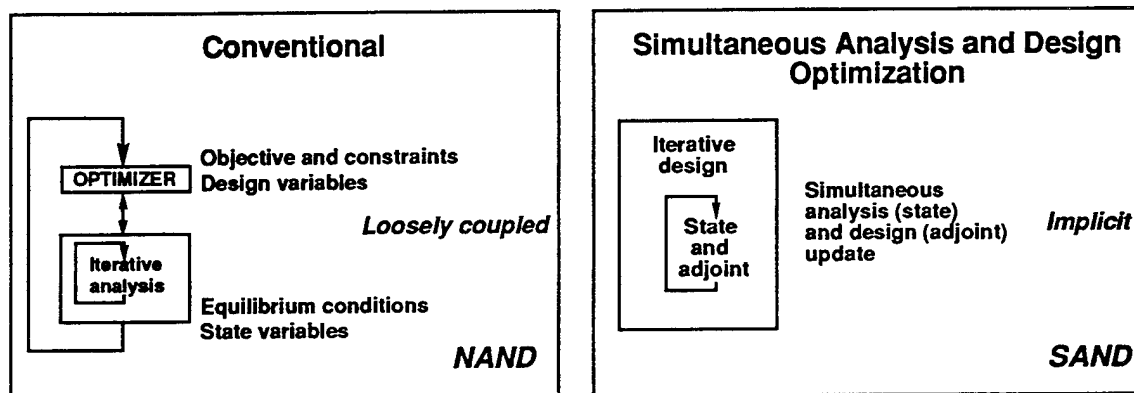 Conventional
OPTIMIZER
Objective and constraints
Design variables
Loosely coupled
Iterative
analysis
Equilibrium conditions
State variables
NAND
Simultaneous Analysis and Design
Optimization
Iterative
design
State
and
adjoint
Simultaneous
analysis (state)
and design (adjoint)
update
Implicit
SAND